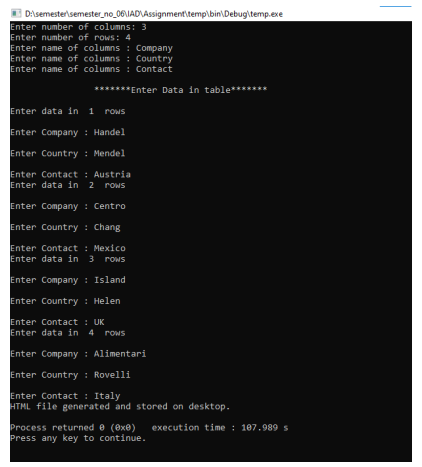 D:\semester\semester_no_06\IAD\Assignment\temp\bin\Debug\temp.exe
Enter number of columns: 3
Enter number of rows: 4
Enter name of columns : Company
Enter name of columns : Country
Enter name of columns : Contact
*******Enter Data in table*******
Enter data in  1  rows
Enter Company : Handel
Enter Country : Mendel
Enter Contact : Austria
Enter data in  2  rows
Enter Company : Centro
Enter Country : Chang
Enter Contact : Mexico
Enter data in  3  rows
Enter Company : Island
Enter Country : Helen
Enter Contact : UK
Enter data in  4  rows
Enter Company : Alimentari
Enter Country : Rovelli
Enter Contact : Italy
HTML file generated and stored on desktop.
Process returned 0 (0x0)   execution time : 107.989 s
Press any key to continue.